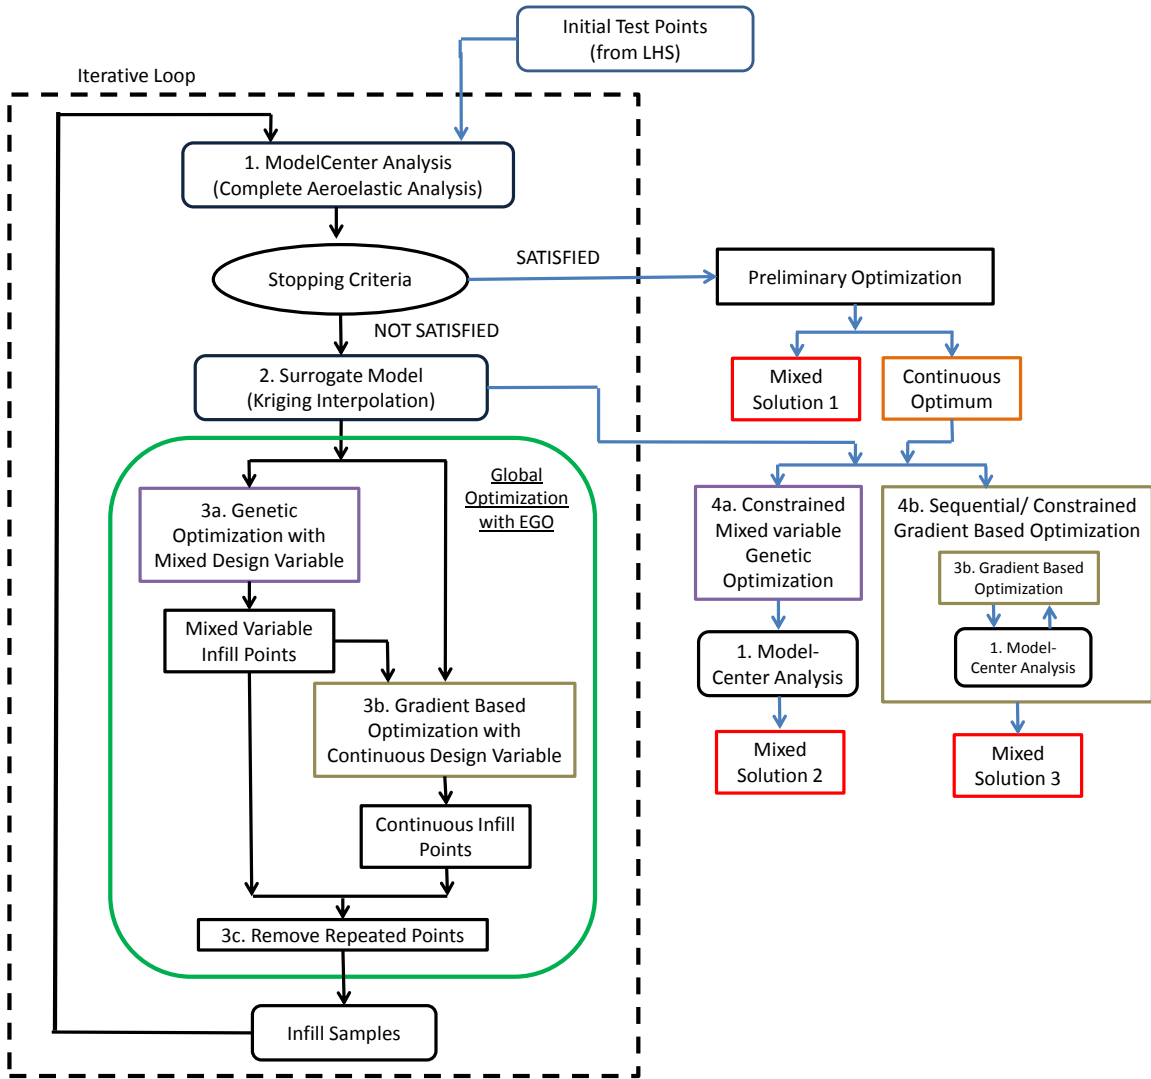 Initial Test Points
(from LHS)
Iterative Loop
1. ModelCenter Analysis
(Complete Aeroelastic Analysis)
Stopping Criteria
SATISFIED
Preliminary Optimization
NOT SATISFIED
2. Surrogate Model
(Kriging Interpolation)
Mixed
Solution 1
Continuous
Optimum
Global
Optimization
with EGO
3a. Genetic
Optimization with
Mixed Design Variable
Mixed Variable
Infill Points
3b. Gradient Based
Optimization with
Continuous Design Variable
Continuous Infill
Points
3c. Remove Repeated Points
Infill Samples
4a. Constrained
Mixed variable
Genetic
Optimization
1. Model-
Center Analysis
Mixed
Solution 2
4b. Sequential/ Constrained
Gradient Based Optimization
3b. Gradient Based
Optimization
1. Model-
Center Analysis
Mixed
Solution 3